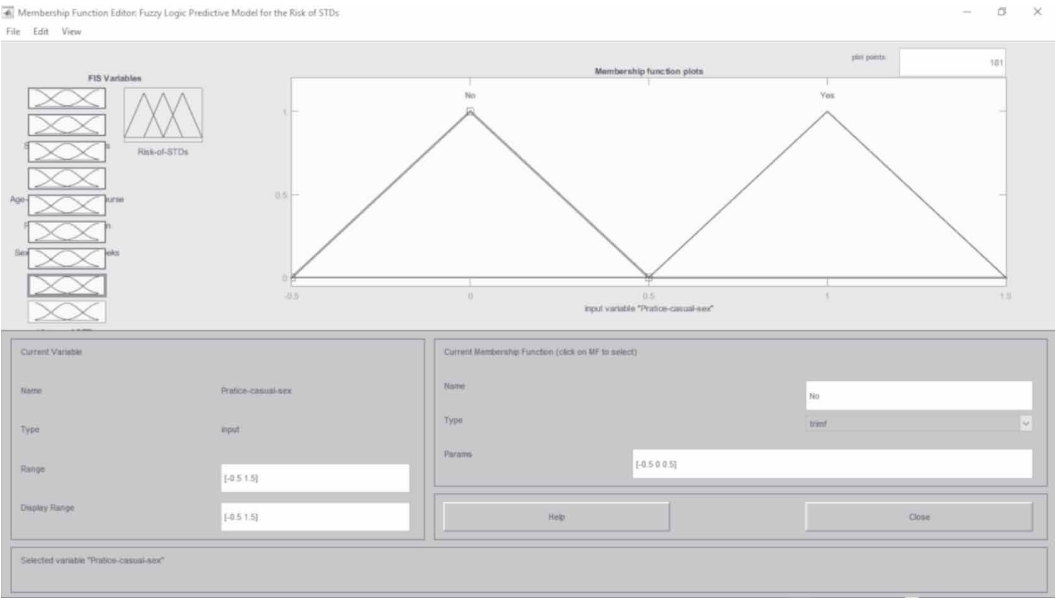 Membership Function Editor: Fuzzy Logic Predictive Model for the Risk of STDs
File Edit View
FIS Variables
Risk-of-STDs
plot points:
181
Membership function plots
No
Yes
1
0.5
0
-0.5 0 0.5 1 1.5
input variable "Pratice-casual-sex"
Current Variable
Name Pratice-casual-sex
Type input
Range [-0.5 1.5]
Display Range [-0.5 1.5]
Current Membership Function (click on MF to select)
Name No
Type trimf
Params [-0.5 0 0.5]
Help
Close
Selected variable "Pratice-casual-sex"